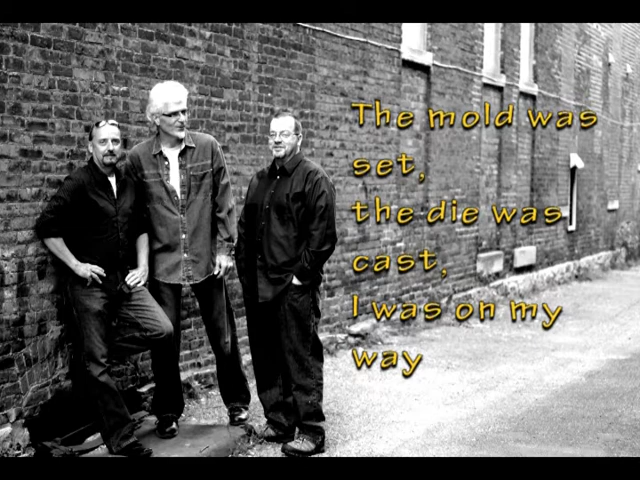 The mold was
set,
the die was
cast,
I was on my
way